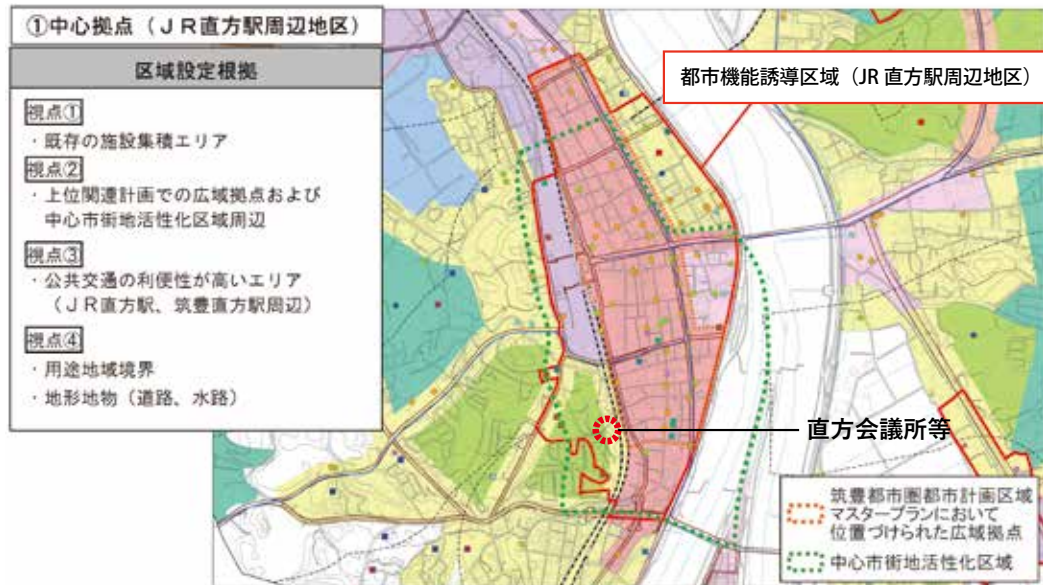 ①中心拠点（ＪＲ直方駅周辺地区）
区域設定根拠
視点①
・既存の施設集積エリア
視点②
・上位関連計画での広域拠点および
中心市街地活性化区域周辺
視点③
・公共交通の利便性が高いエリア
（ＪＲ直方駅、筑豊直方駅周辺）
視点④
・用途地域境界
・地形地物（道路、水路）
都市機能誘導区域（JR 直方駅周辺地区）
直方会議所等
筑豊都市圏都市計画区域
マスタープランにおいて
位置づけられた広域拠点
中心市街地活性化区域